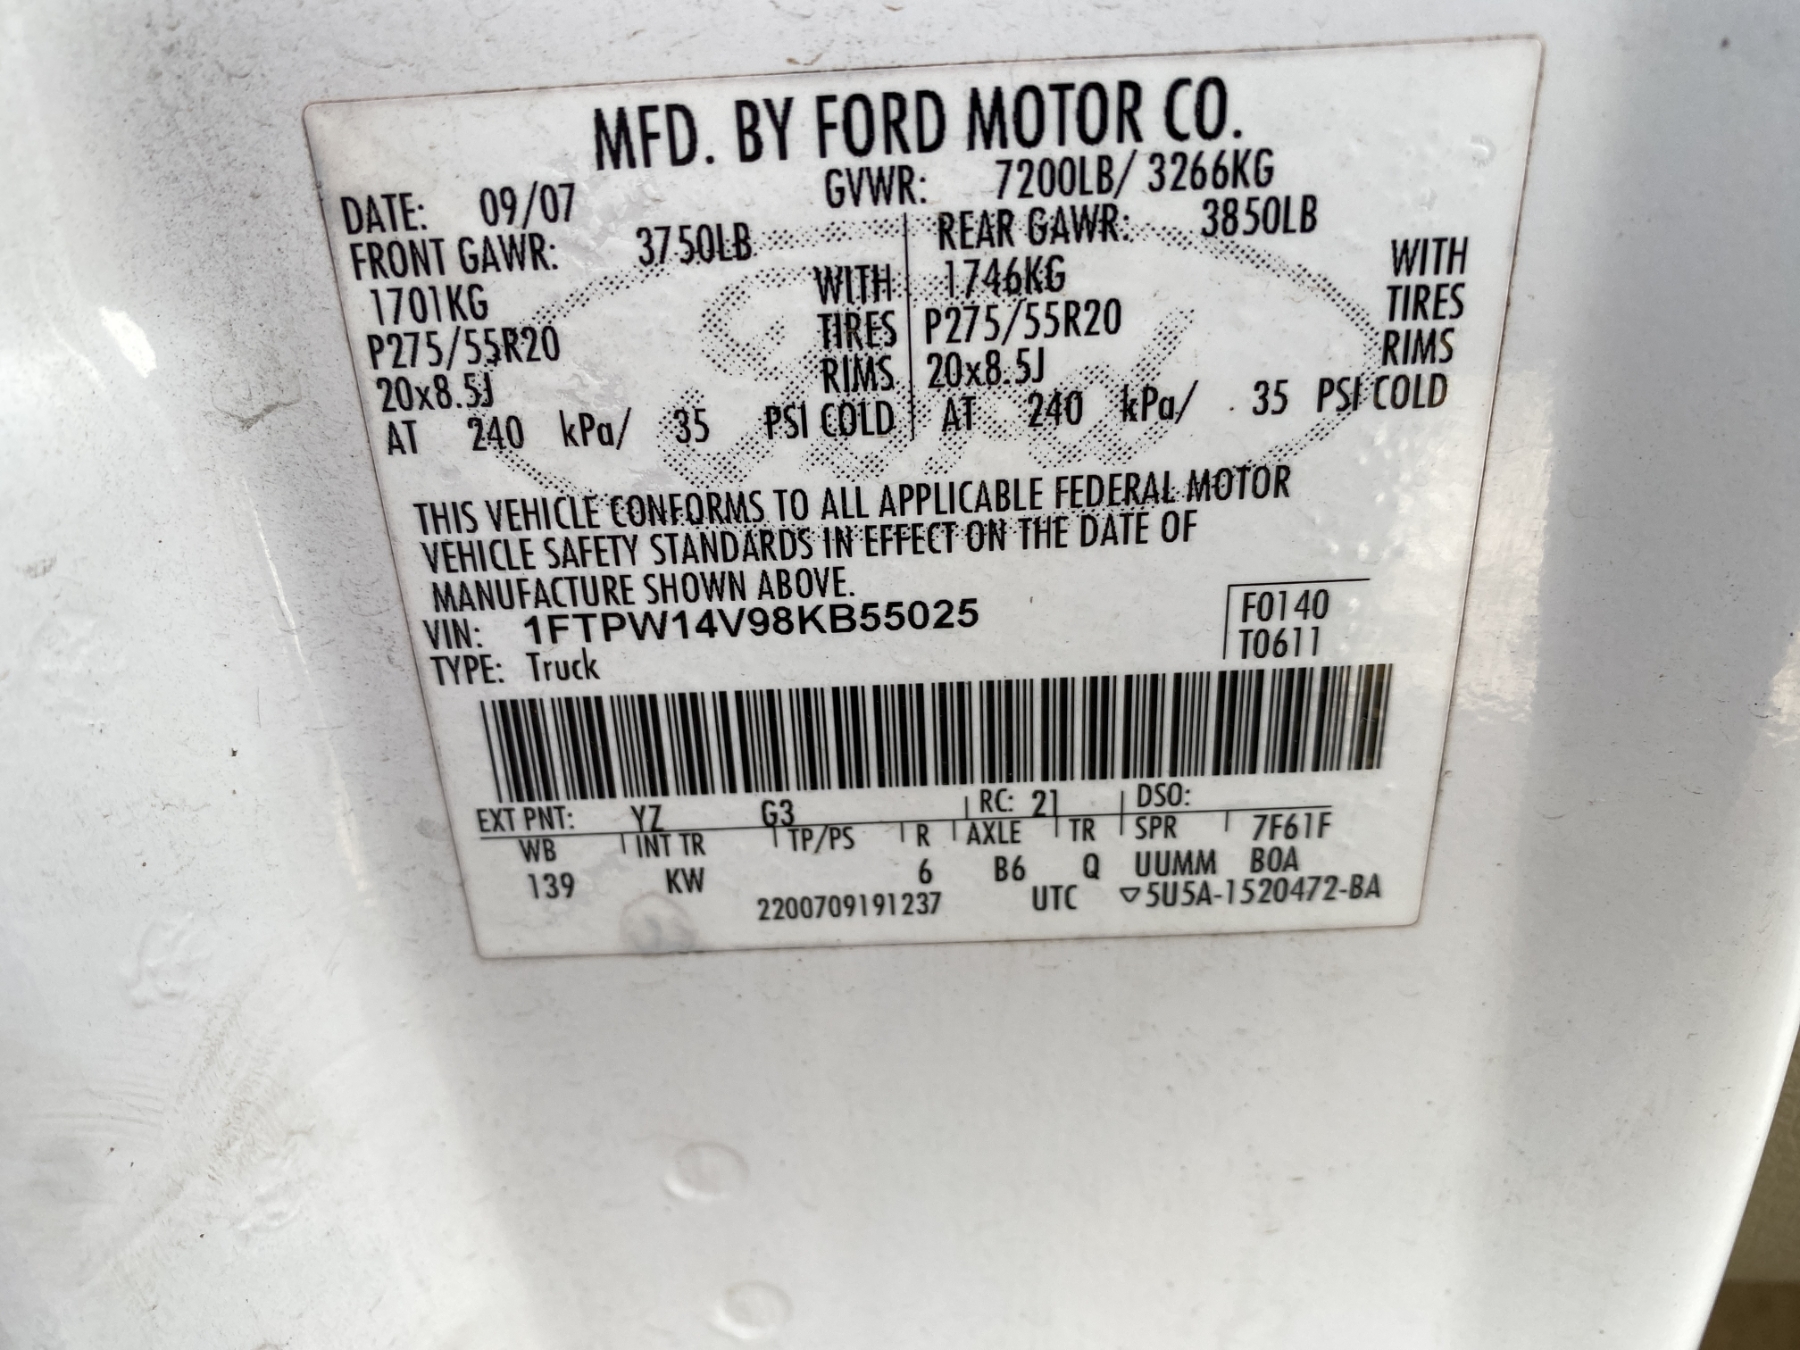 MFD. BY FORD MOTOR CO.
DATE: 09/07 GVWR: 7200LB/ 3266KG
FRONT GAWR: 3750LB REAR GAWR: 3850LB
1701KG WITH 1746KG WITH
P275/55R20 TIRES P275/55R20 TIRES
20x8.5J RIMS 20x8.5J RIMS
AT 240 kPa/ 35 PSI COLD AT 240 kPa/ 35 PSI COLD
THIS VEHICLE CONFORMS TO ALL APPLICABLE FEDERAL MOTOR
VEHICLE SAFETY STANDARDS IN EFFECT ON THE DATE OF
MANUFACTURE SHOWN ABOVE.
VIN: 1FTPW14V98KB55025 F0140
TYPE: Truck T0611
EXT PNT: YZ G3 RC: 21 DSO:
WB INT TR TP/PS R AXLE TR SPR 7F61F
139 KW 6 B6 Q UUMM BOA
2200709191237 UTC ▽5U5A-1520472-BA
Ford